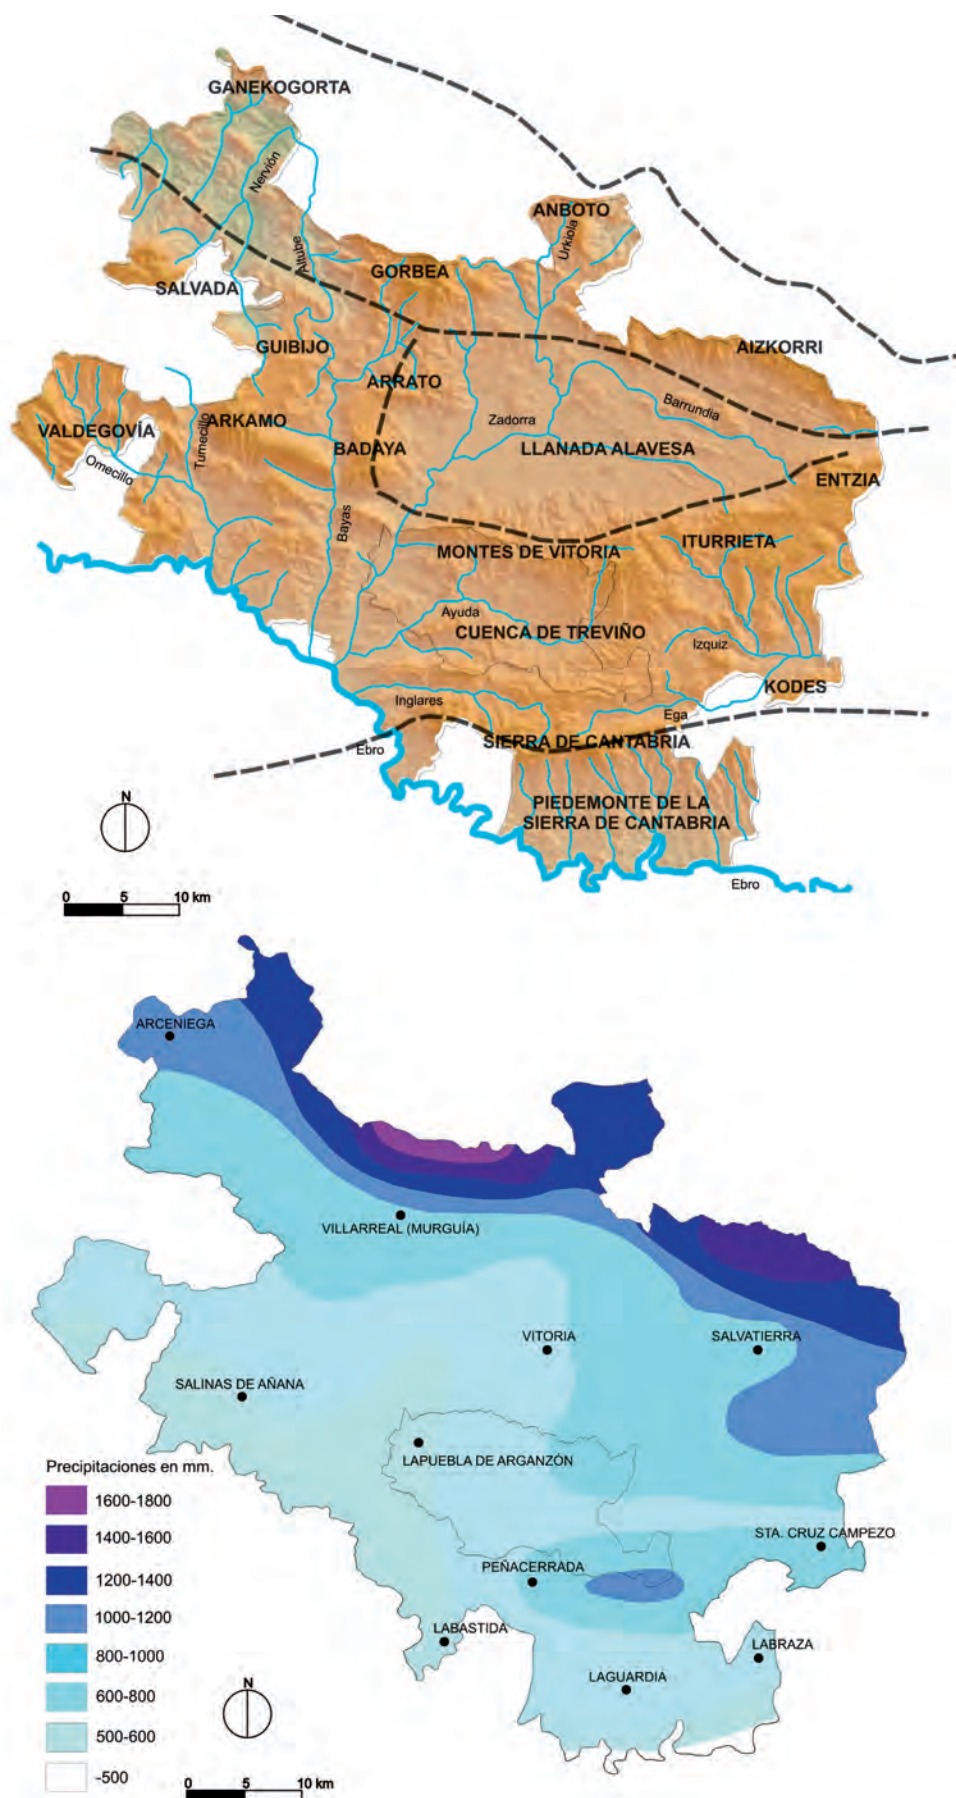 GANEKOGORTA
Nervión
ANBOTO
Urkiola
Altube
GORBEA
SALVADA
GUIBIJO
AIZKORRI
ARRATO
Barrundia
Zadorra
VALDEGOVÍA
ARKAMO
BADAYA
LLANADA ALAVESA
Tumecillo
Omecillo
ENTZIA
Bayas
MONTES DE VITORIA
ITURRIETA
Ayuda
CUENCA DE TREVIÑO
Izquiz
KODES
Inglares
Ega
SIERRA DE CANTABRIA
Ebro
N
PIEDEMONTE DE LA
SIERRA DE CANTABRIA
Ebro
0 5 10 km
ARCENIEGA
VILLARREAL (MURGUÍA)
VITORIA
SALVATIERRA
SALINAS DE AÑANA
LAPUEBLA DE ARGANZÓN
Precipitaciones en mm.
1600-1800
1400-1600
1200-1400
1000-1200
800-1000
600-800
500-600
-500
STA. CRUZ CAMPEZO
PEÑACERRADA
LABASTIDA
LABRAZA
LAGUARDIA
N
0 5 10 km